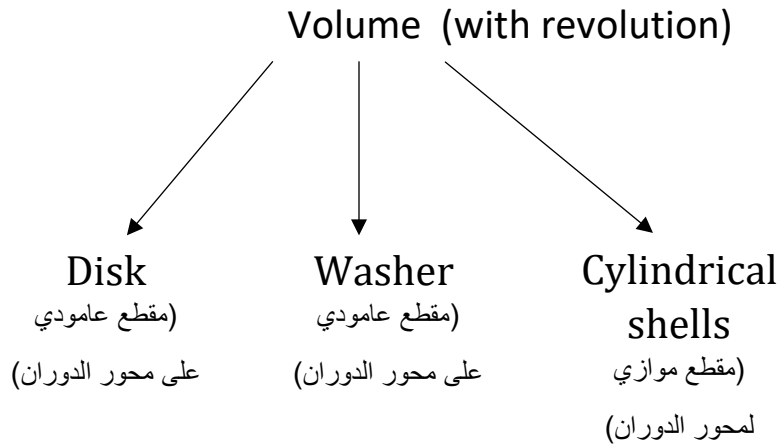 Volume (with revolution)
Disk
(مقطع عامودي
على محور الدوران)
Washer
(مقطع عامودي
على محور الدوران)
Cylindrical
shells
(مقطع موازي
لمحور الدوران)